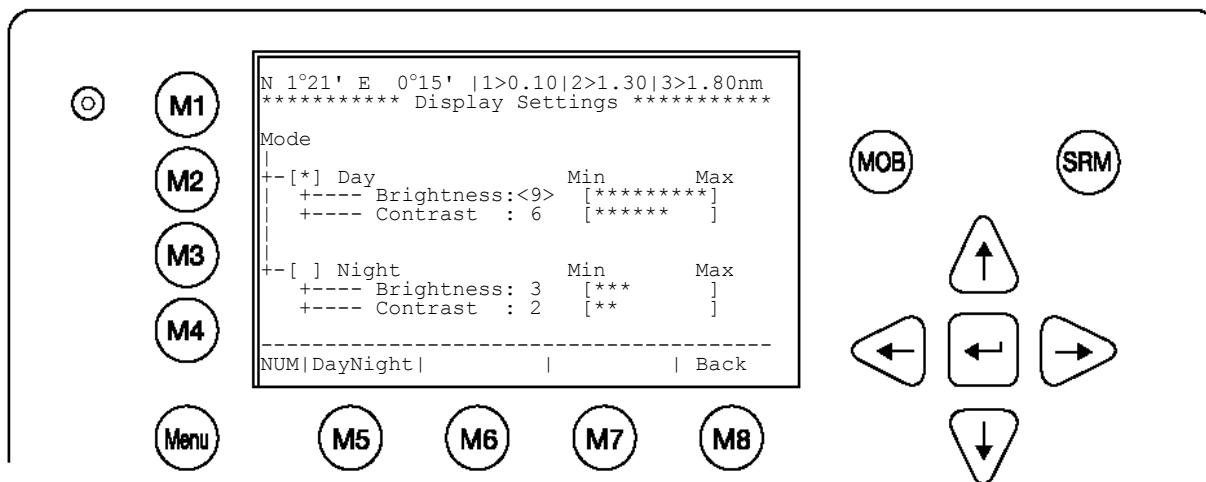 N 1°21' E  0°15' |1>0.10|2>1.30|3>1.80nm
*********** Display Settings ***********
Mode
|
+-[*] Day               Min       Max
|  +---- Brightness:<9>  [*********]
|  +---- Contrast  : 6   [******   ]
|
|
+-[ ] Night             Min       Max
   +---- Brightness: 3   [***      ]
   +---- Contrast  : 2   [**       ]
----------------------------------------
NUM|DayNight|         |         | Back
M1
M2
M3
M4
Menu
M5
M6
M7
M8
MOB
SRM